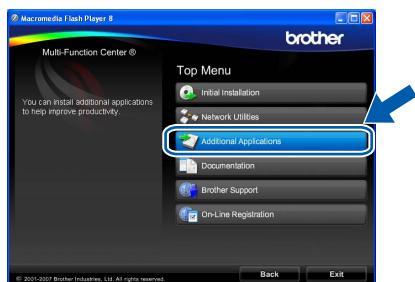 Macromedia Flash Player 8
brother
Multi-Function Center ®
Top Menu
Initial Installation
You can install additional applications
to help improve productivity.
Network Utilities
Additional Applications
Documentation
Brother Support
On-Line Registration
© 2001-2007 Brother Industries, Ltd. All rights reserved.
Back
Exit